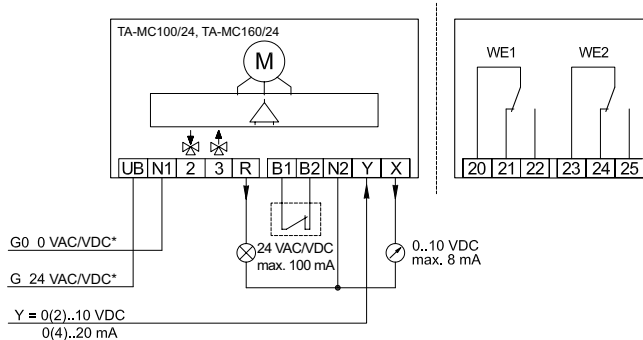 TA-MC100/24, TA-MC160/24
M
WE1 WE2
UB N1 2 3 R B1 B2 N2 Y X
20 21 22 23 24 25
G0 0 VAC/VDC*
24 VAC/VDC
max. 100 mA
0..10 VDC
max. 8 mA
G 24 VAC/VDC*
Y = 0(2)..10 VDC
0(4)..20 mA